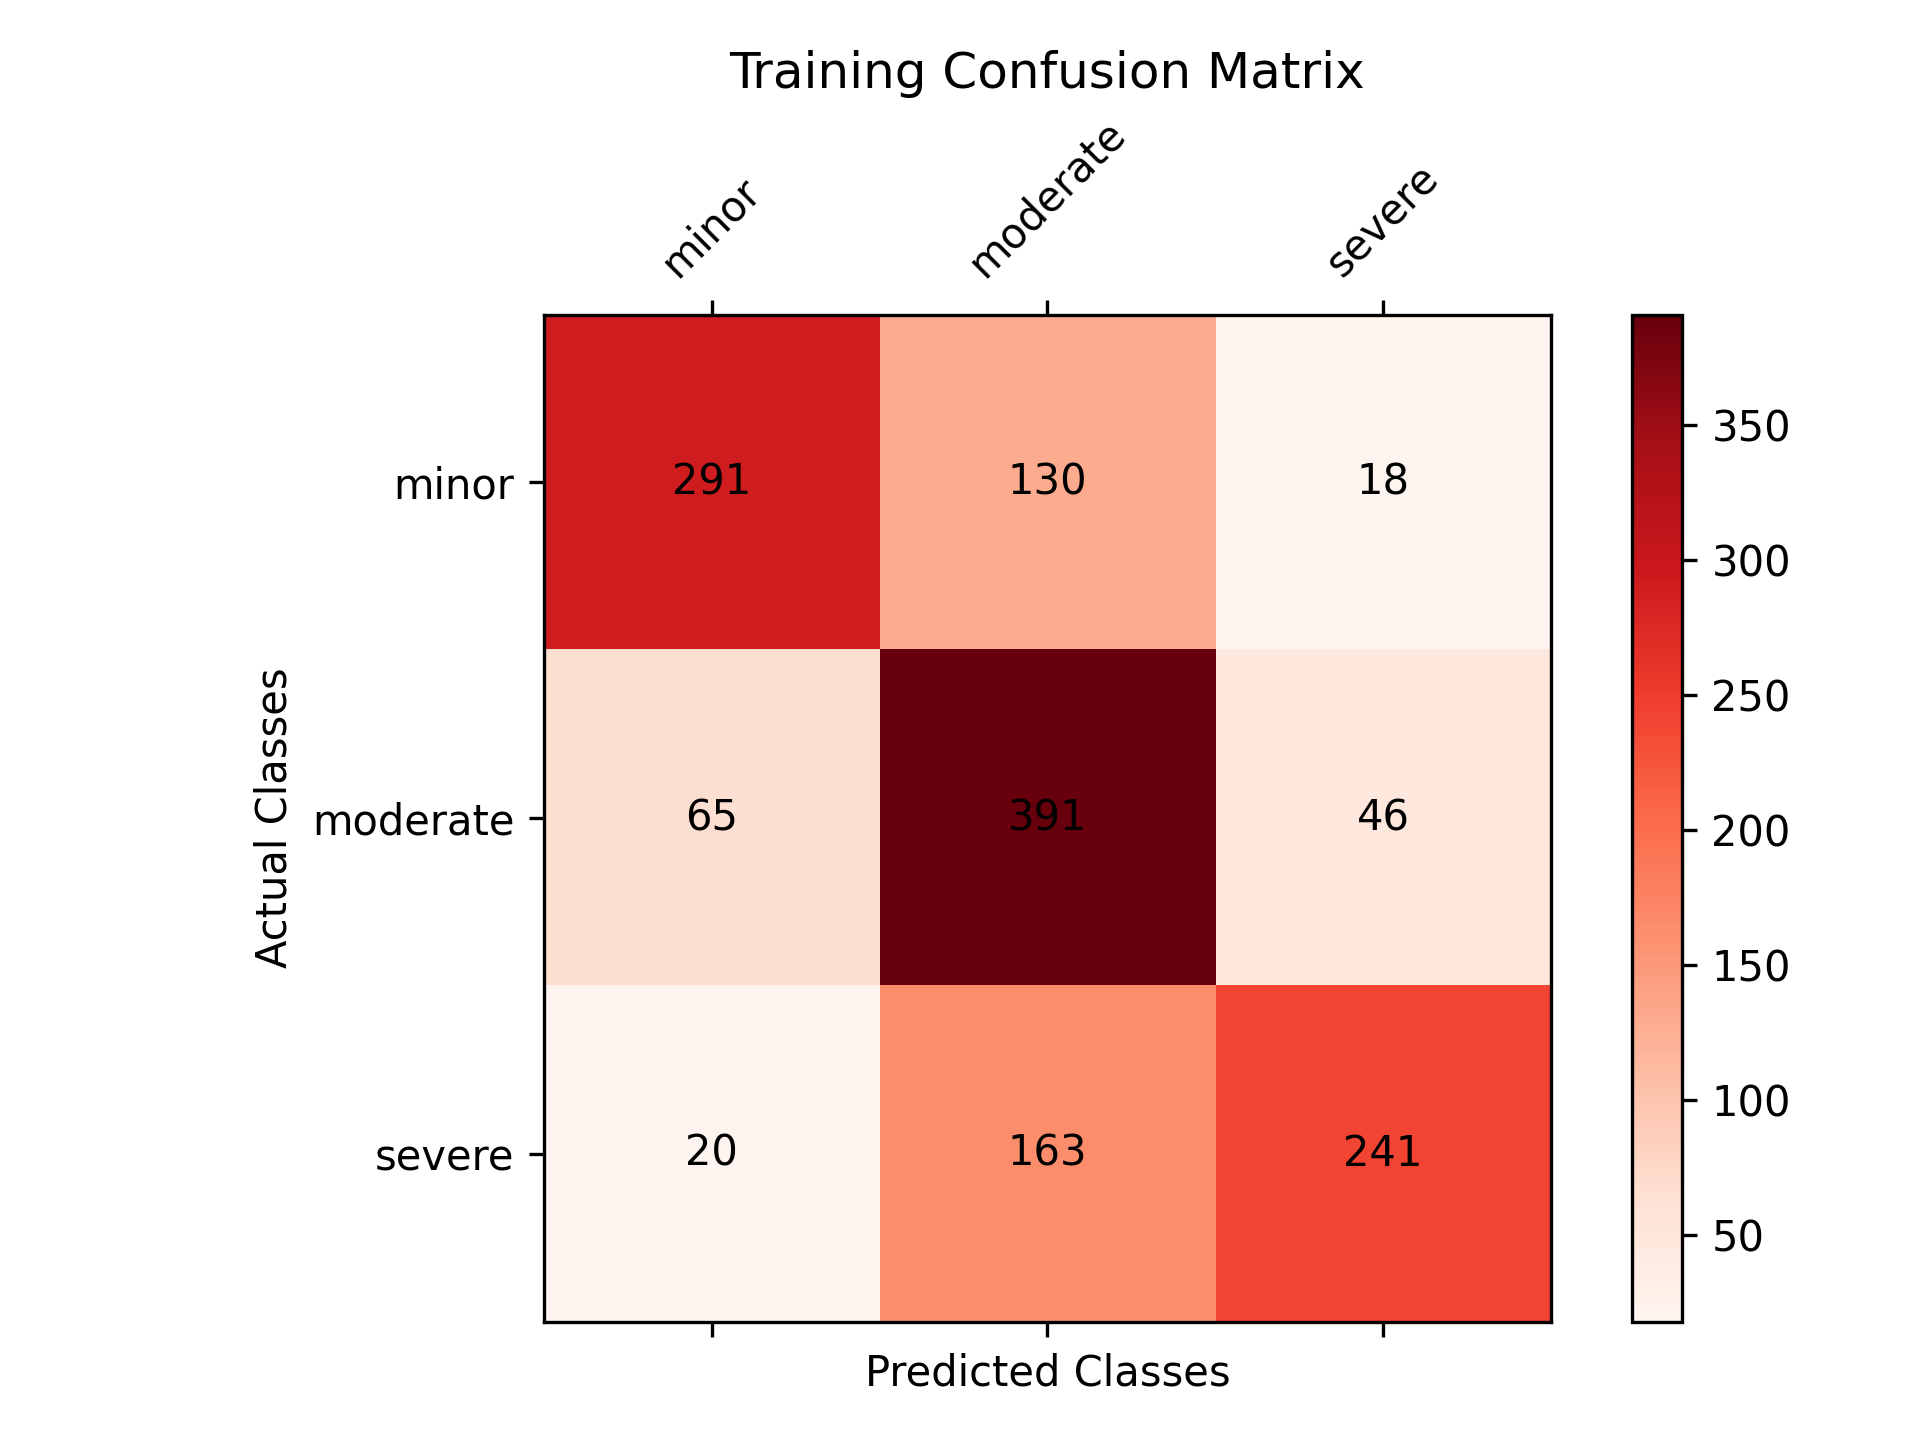 Training Confusion Matrix
minor
moderate
severe
minor
291
130
18
moderate
65
391
46
severe
20
163
241
Actual Classes
Predicted Classes
350
300
250
200
150
100
50